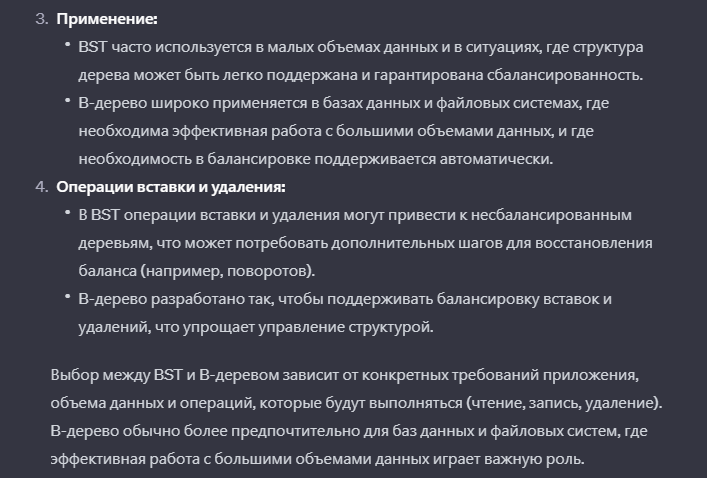 3. Применение:
• BST часто используется в малых объемах данных и в ситуациях, где структура
дерева может быть легко поддержана и гарантирована сбалансированность.
• B-дерево широко применяется в базах данных и файловых системах, где
необходима эффективная работа с большими объемами данных, и где
необходимость в балансировке поддерживается автоматически.
4. Операции вставки и удаления:
• В BST операции вставки и удаления могут привести к несбалансированным
деревьям, что может потребовать дополнительных шагов для восстановления
баланса (например, поворотов).
• B-дерево разработано так, чтобы поддерживать балансировку вставок и
удалений, что упрощает управление структурой.
Выбор между BST и B-деревом зависит от конкретных требований приложения,
объема данных и операций, которые будут выполняться (чтение, запись, удаление).
B-дерево обычно более предпочтительно для баз данных и файловых систем, где
эффективная работа с большими объемами данных играет важную роль.